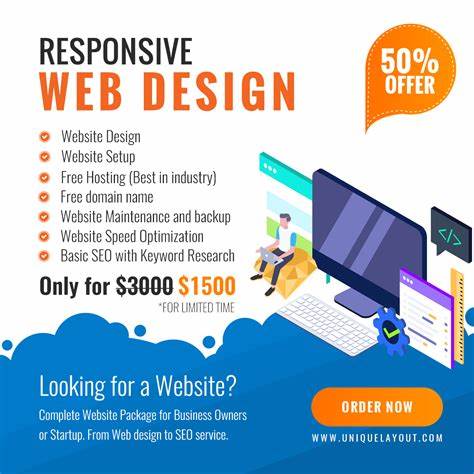 RESPONSIVE
WEB DESIGN
50%
OFFER
Website Design
Website Setup
Free Hosting (Best in industry)
Free domain name
Website Maintenance and backup
Website Speed Optimization
Basic SEO with Keyword Research
Only for $3000 $1500
*FOR LIMITED TIME
</>
Looking for a Website?
Complete Website Package for Business Owners
or Startup. From Web design to SEO service.
ORDER NOW
WWW.UNIQUELAYOUT.COM